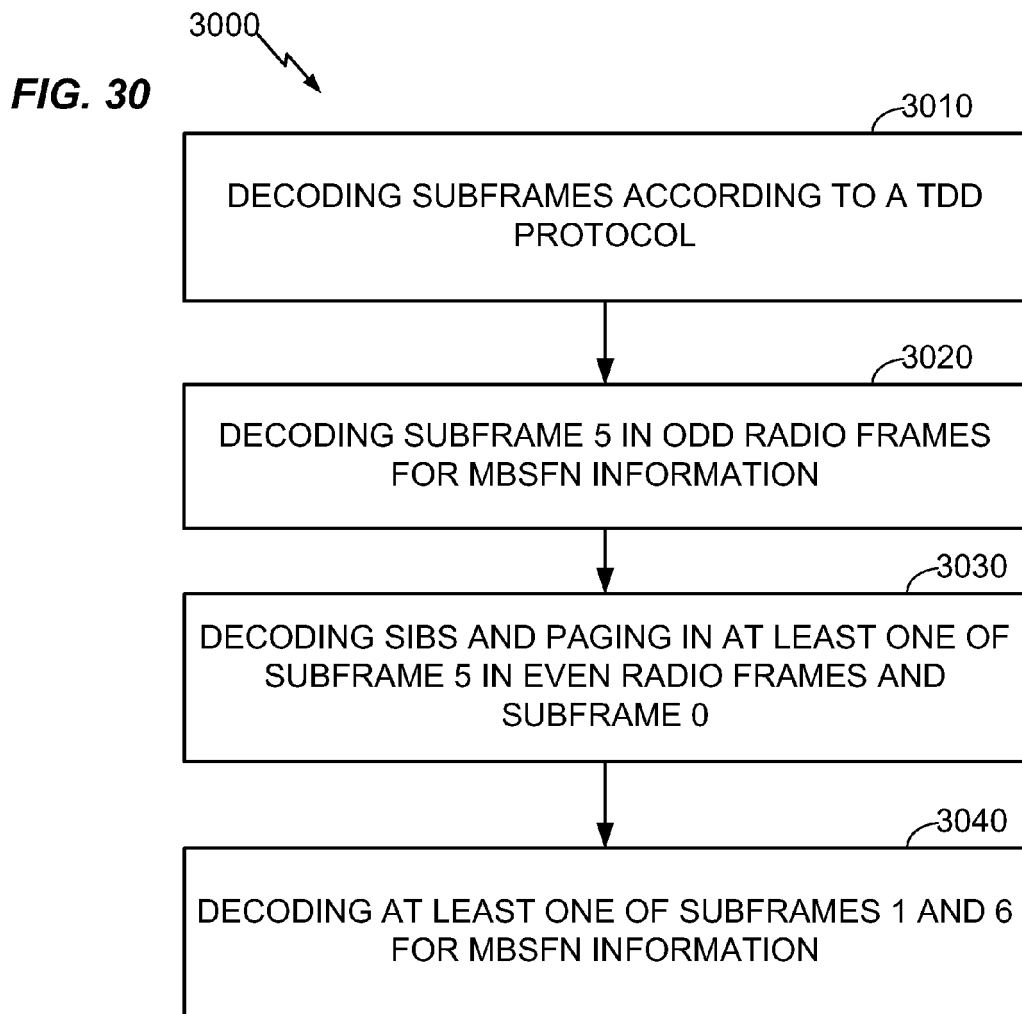 3000
FIG. 30
3010
DECODING SUBFRAMES ACCORDING TO A TDD
PROTOCOL
3020
DECODING SUBFRAME 5 IN ODD RADIO FRAMES
FOR MBSFN INFORMATION
3030
DECODING SIBS AND PAGING IN AT LEAST ONE OF
SUBFRAME 5 IN EVEN RADIO FRAMES AND
SUBFRAME 0
3040
DECODING AT LEAST ONE OF SUBFRAMES 1 AND 6
FOR MBSFN INFORMATION